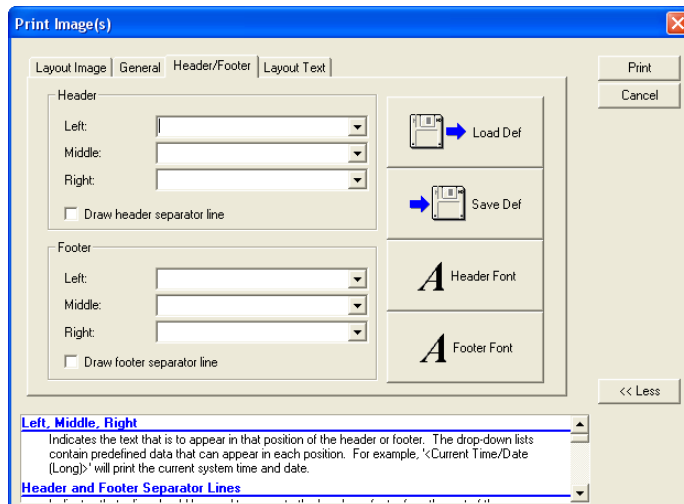 Print Image(s)
Layout Image General Header/Footer Layout Text
Print
Cancel
Header
Left:
Middle:
Right:
Draw header separator line
Load Def
Save Def
Footer
Left:
Middle:
Right:
Draw footer separator line
A Header Font
A Footer Font
<< Less
Left, Middle, Right
Indicates the text that is to appear in that position of the header or footer. The drop-down lists
contain predefined data that can appear in each position. For example, '<Current Time/Date
(Long)>' will print the current system time and date.
Header and Footer Separator Lines